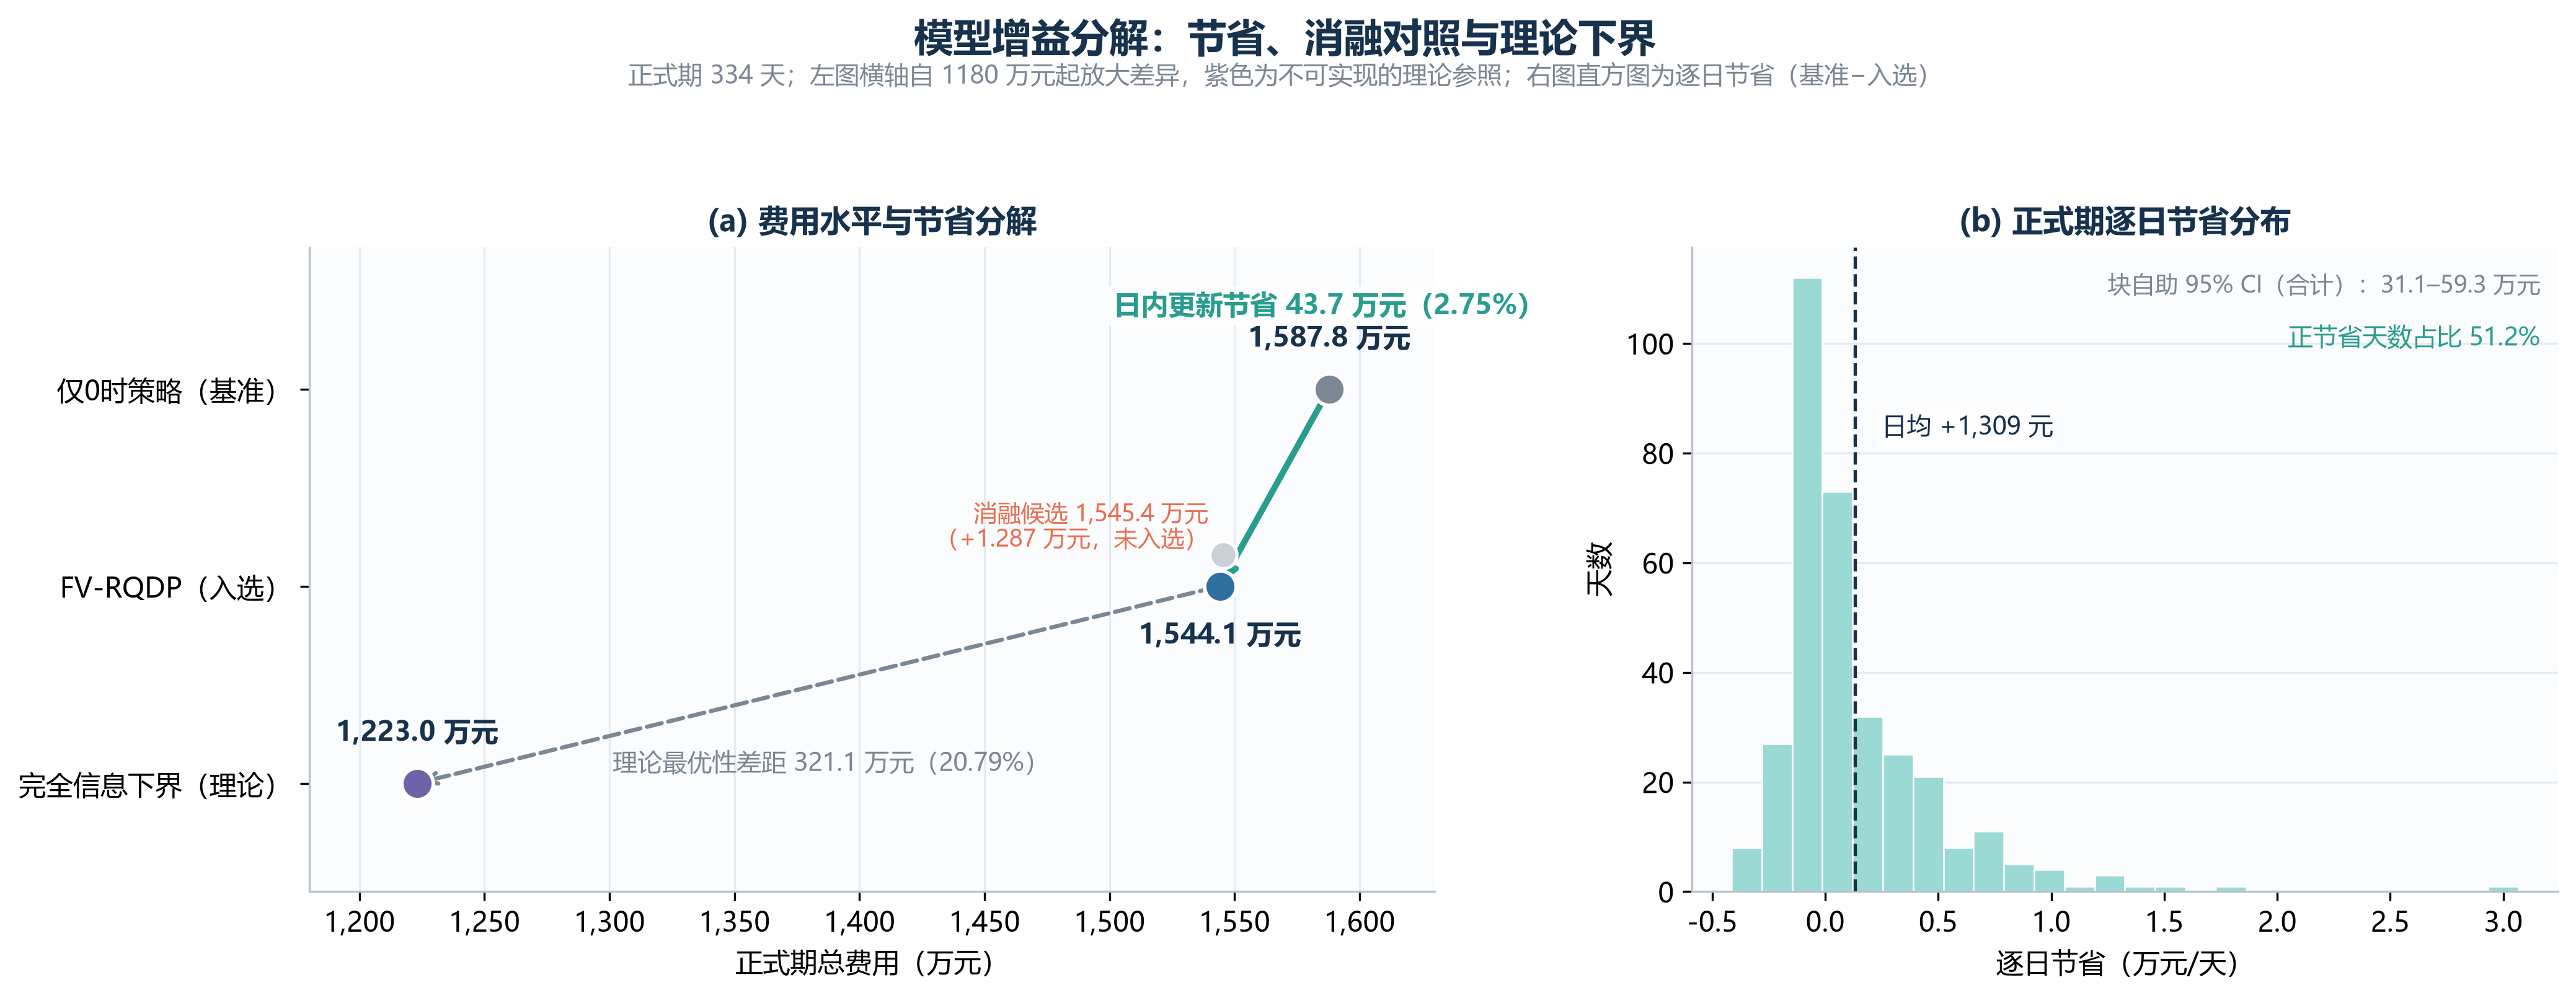 模型增益分解：节省、消融对照与理论下界
正式期 334 天；左图横轴自 1180 万元起放大差异，紫色为不可实现的理论参照；右图直方图为逐日节省（基准−入选）
(a) 费用水平与节省分解
日内更新节省 43.7 万元（2.75%）
1,587.8 万元
仅0时策略（基准）
消融候选 1,545.4 万元
（+1.287 万元，未入选）
FV-RQDP（入选）
1,544.1 万元
1,223.0 万元
理论最优性差距 321.1 万元（20.79%）
完全信息下界（理论）
1,200 1,250 1,300 1,350 1,400 1,450 1,500 1,550 1,600
正式期总费用（万元）
(b) 正式期逐日节省分布
块自助 95% CI（合计）：31.1–59.3 万元
正节省天数占比 51.2%
日均 +1,309 元
天数
100
80
60
40
20
0
-0.5 0.0 0.5 1.0 1.5 2.0 2.5 3.0
逐日节省（万元/天）